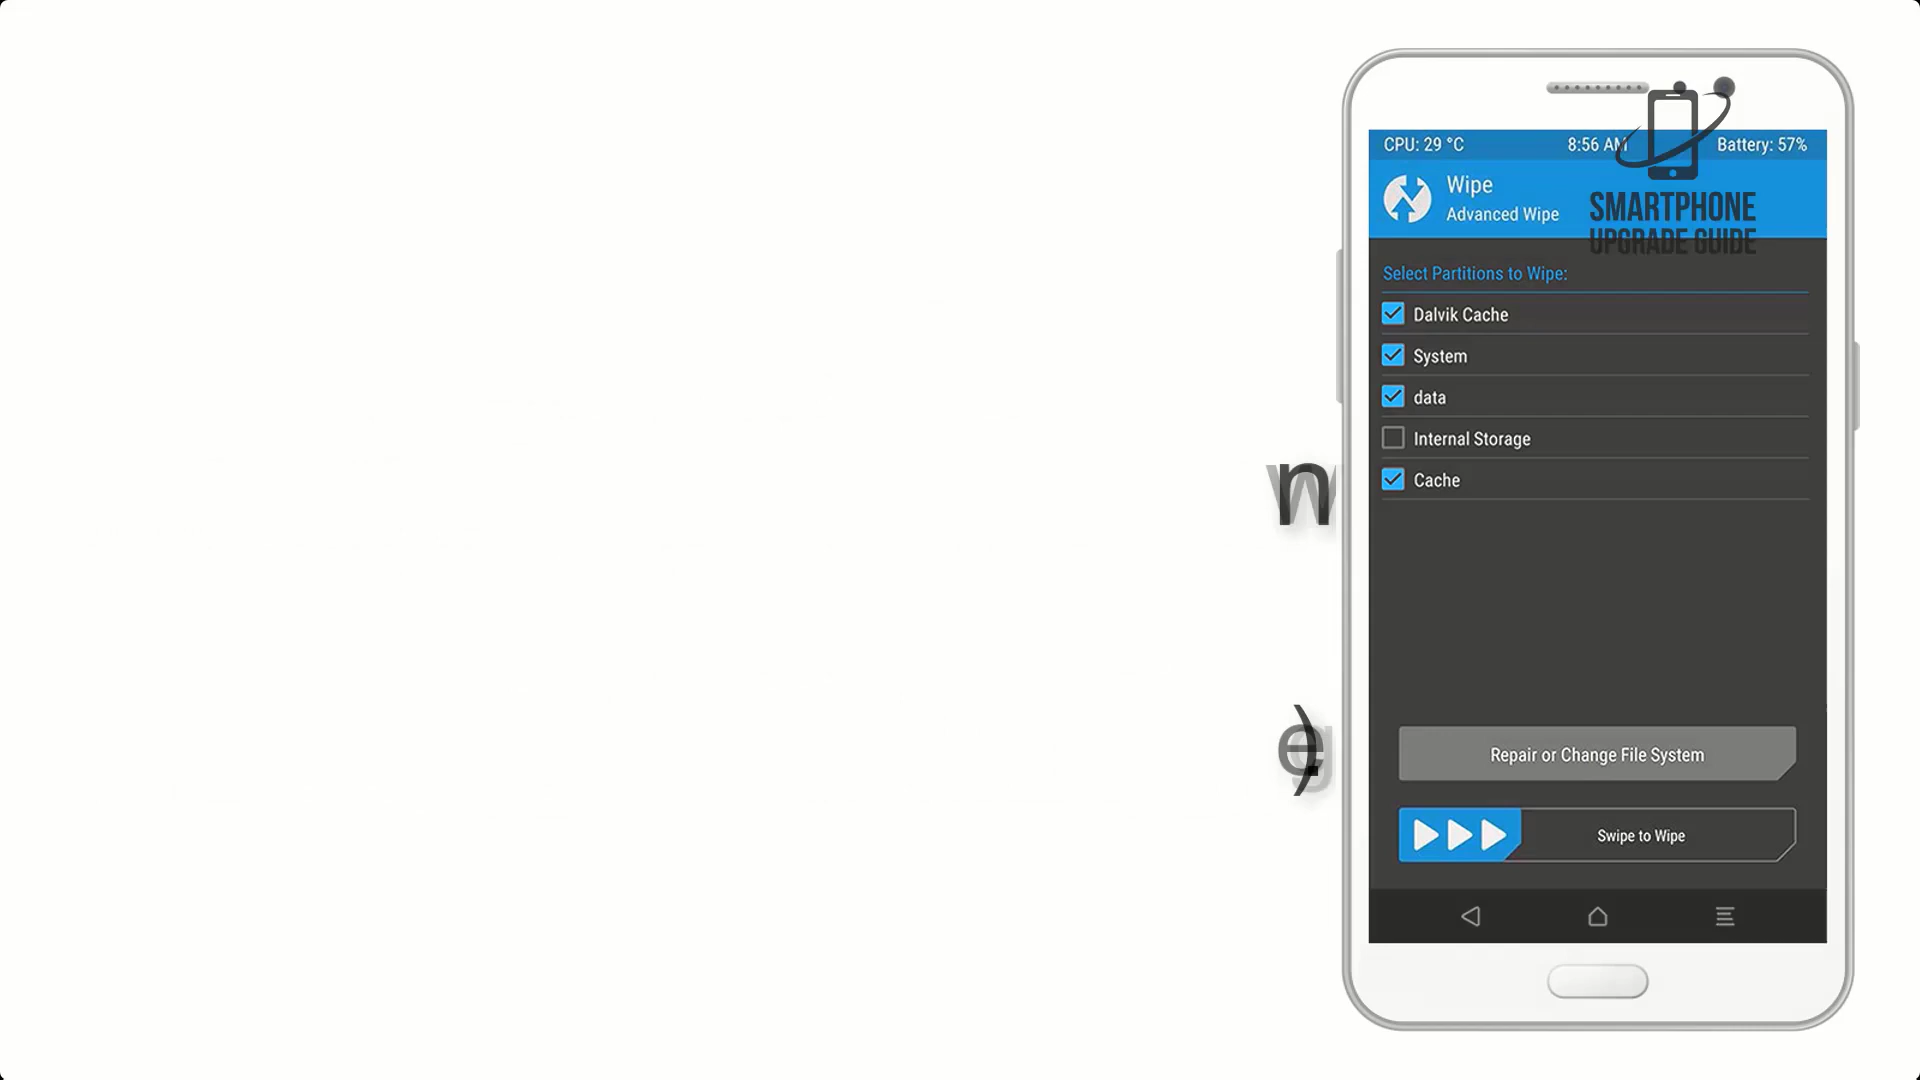 CPU: 29 °C 8:56 AM Battery: 57%
Wipe
Advanced Wipe
SMARTPHONE
UPGRADE GUIDE
Select Partitions to Wipe:
Dalvik Cache
System
data
Internal Storage
Cache
Repair or Change File System
Swipe to Wipe